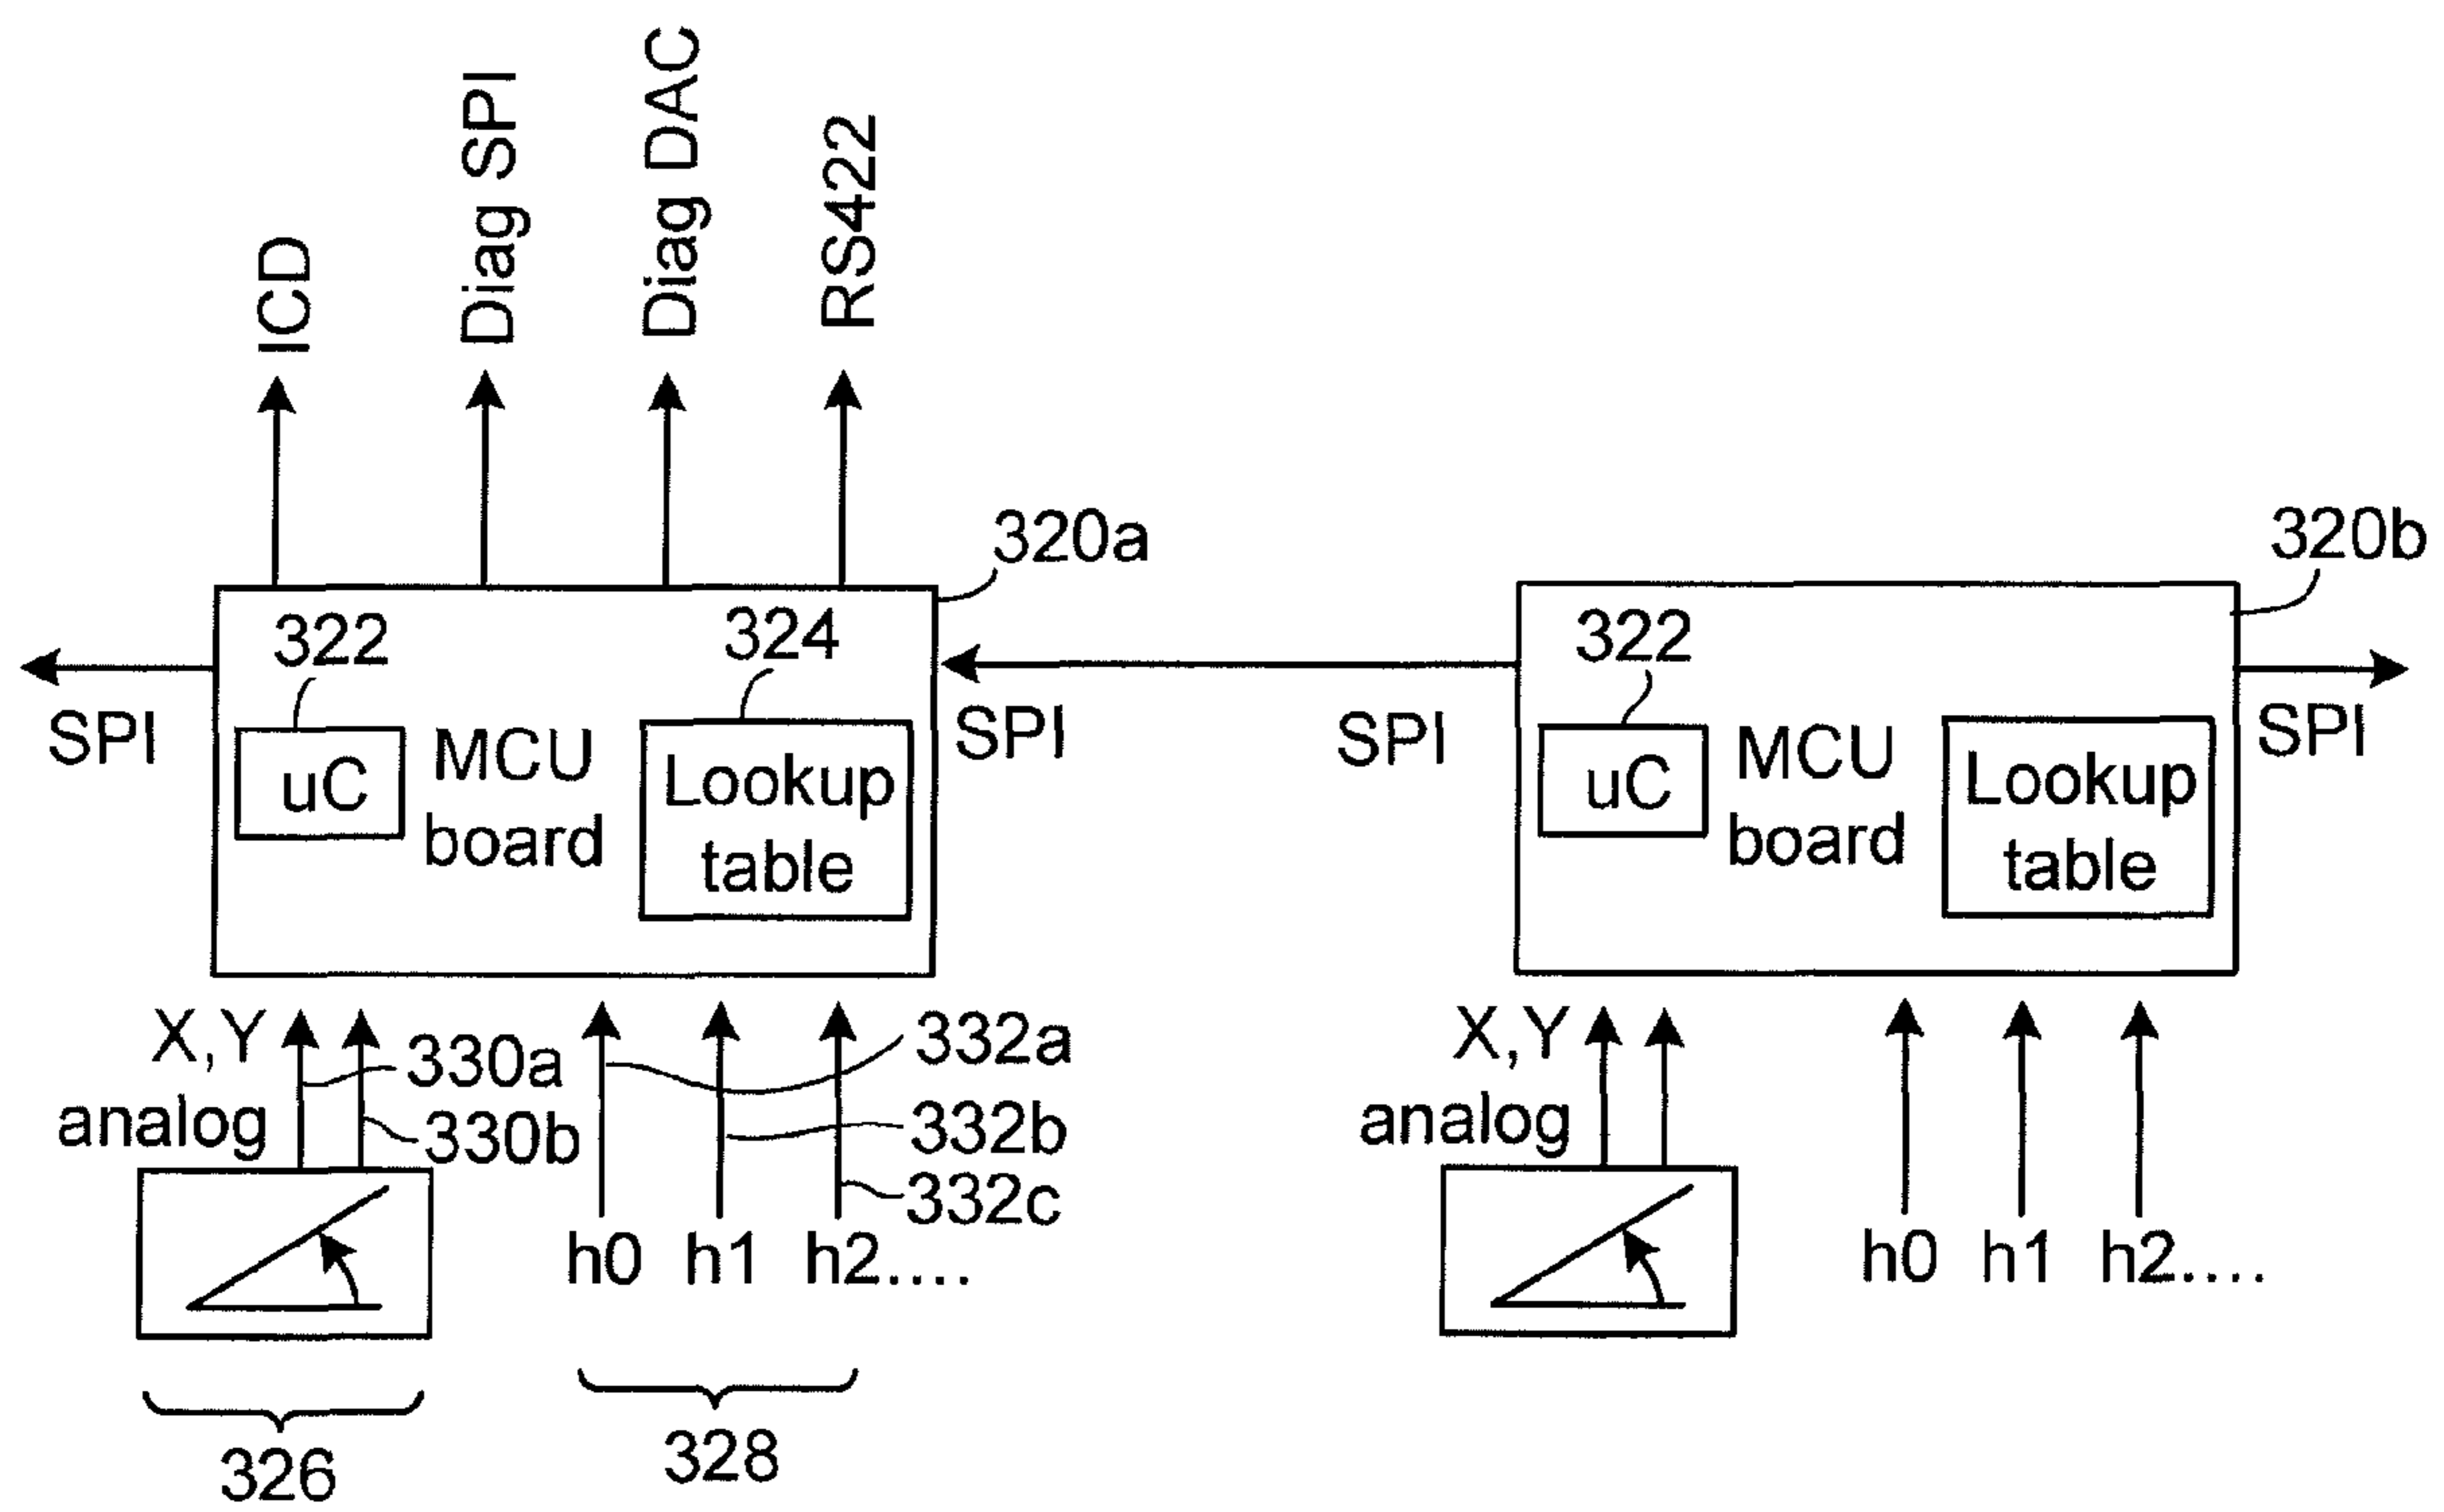 ICD
Diag SPI
Diag DAC
RS422
320a
320b
322
324
322
SPI
uC
MCU
board
Lookup
table
SPI
SPI
uC
MCU
board
Lookup
table
SPI
X,Y
analog
330a
330b
332a
332b
332c
h0
h1
h2....
X,Y
analog
h0
h1
h2....
326
328